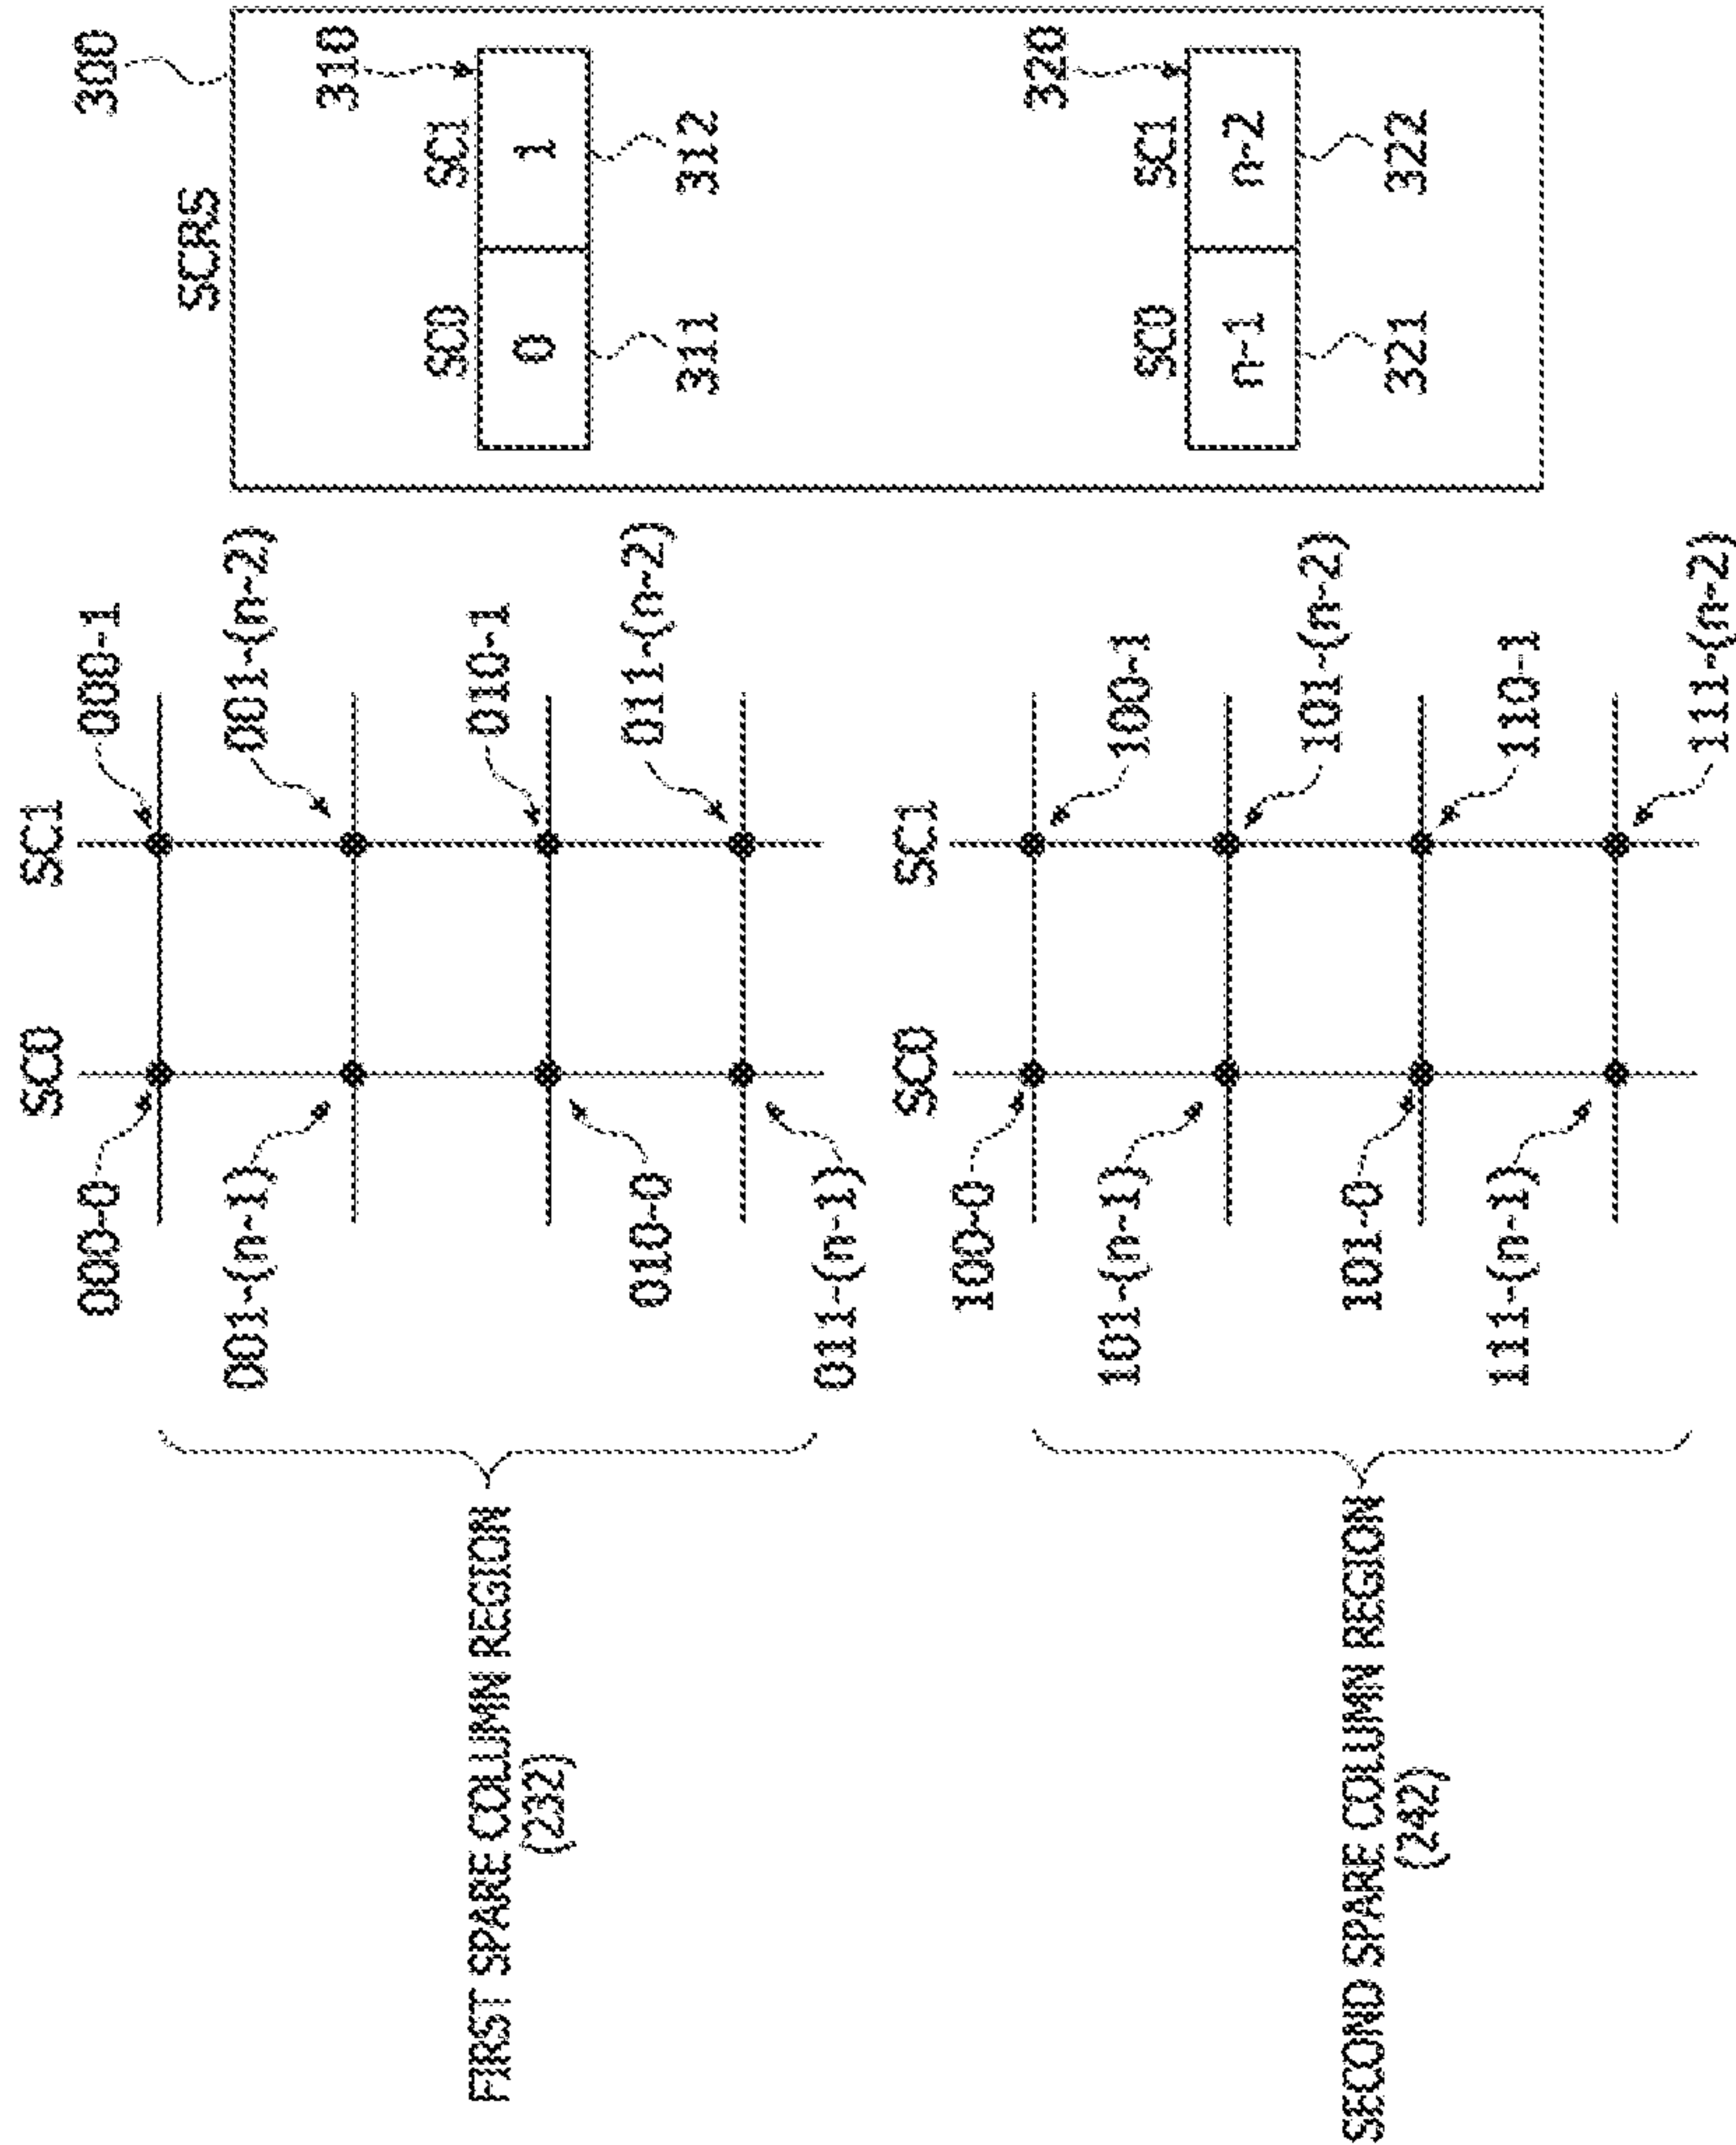 SC0 SC1
000-0 000-1
001-(n-1) 001-(n-2)
010-0 010-1
011-(n-1) 011-(n-2)
FIRST SPARE COLUMN REGION
(232)
SC0 SC1
100-0 100-1
101-(n-1) 101-(n-2)
101-0 110-1
111-(n-1) 111-(n-2)
SECOND SPARE COLUMN REGION
(242)
300
SCRS
310
SC0 SC1
0 1
311 312
320
SC0 SC1
n-1 n-2
321 322